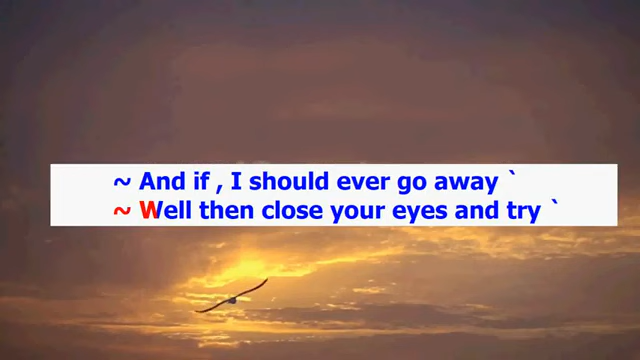 ~ And if , I should ever go away `
~ Well then close your eyes and try `